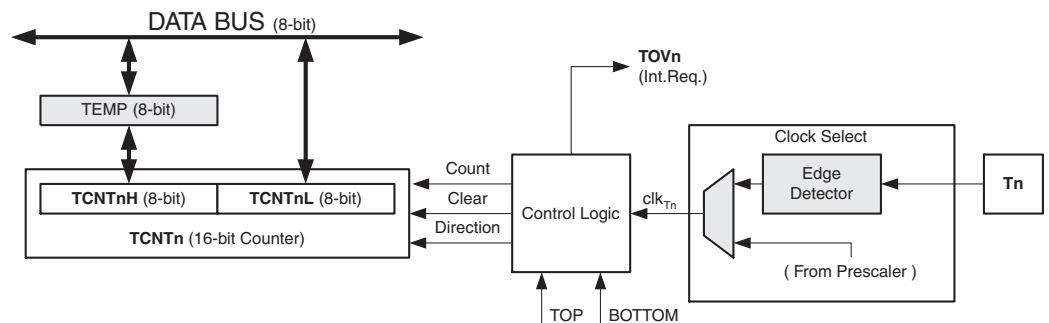 DATA BUS (8-bit)
TOVn
(Int.Req.)
TEMP (8-bit)
Clock Select
Count
Edge
Detector
Tn
TCNTnH (8-bit) TCNTnL (8-bit)
Clear
Control Logic
clkTn
TCNTn (16-bit Counter)
Direction
( From Prescaler )
TOP BOTTOM